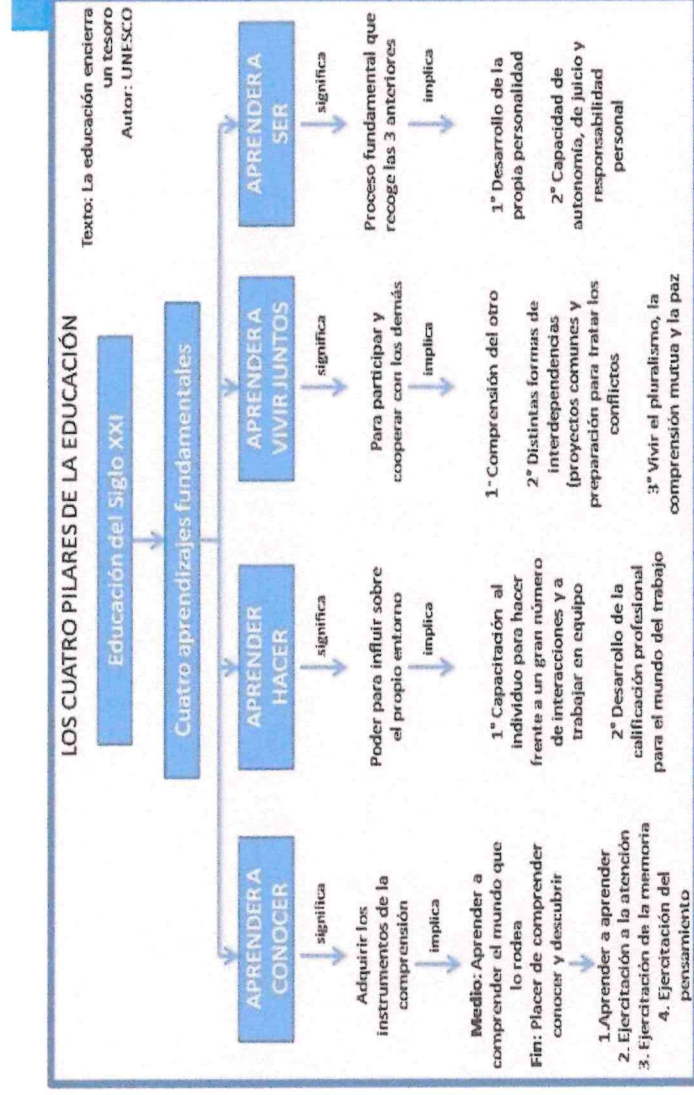 LOS CUATRO PILARES DE LA EDUCACIÓN
Texto: La educación encierra
un tesoro
Autor: UNESCO
Educación del Siglo XXI
Cuatro aprendizajes fundamentales
APRENDER A
CONOCER
significa
Adquirir los
instrumentos de la
comprensión
implica
Medio: Aprender a
comprender el mundo que
lo rodea
Fin: Placer de comprender
conocer y descubrir
1.Aprender a aprender
2. Ejercitación a la atención
3. Ejercitación de la memoria
4. Ejercitación del
pensamiento
APRENDER
HACER
significa
Poder para influir sobre
el propio entorno
implica
1° Capacitación al
individuo para hacer
frente a un gran número
de interacciones y a
trabajar en equipo
2° Desarrollo de la
calificación profesional
para el mundo del trabajo
APRENDER A
VIVIR JUNTOS
significa
Para participar y
cooperar con los demás
implica
1- Comprensión del otro
2° Distintas formas de
interdependencias
(proyectos comunes y
preparación para tratar los
conflictos
3° Vivir el pluralismo, la
comprensión mutua y la paz
APRENDER A
SER
significa
Proceso fundamental que
recoge las 3 anteriores
implica
1° Desarrollo de la
propia personalidad
2° Capacidad de
autonomía, de juicio y
responsabilidad
personal